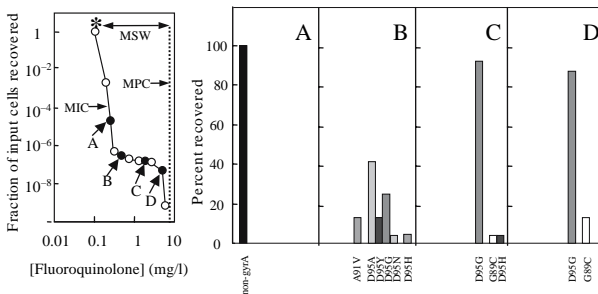 Fraction of input cells recovered
1
10⁻²
10⁻⁴
10⁻⁶
10⁻⁸
*
MSW
MPC
MIC
A
B
C
D
0.01 0.1 1 10
[Fluoroquinolone] (mg/l)
Percent recovered
100
80
60
40
20
0
A B C D
non-gyrA
A91V
D95A
D95Y
D95G
D95N
D95H
D95G
G89C
D95H
D95G
G89C